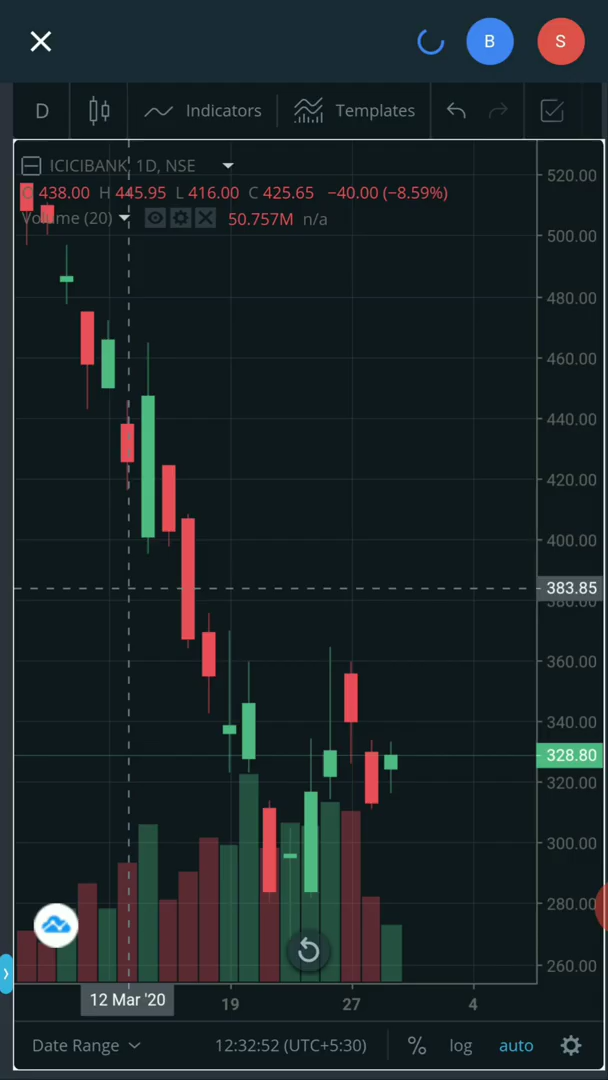 B S
D Indicators Templates
ICICIBANK, 1D, NSE
O 438.00 H 445.95 L 416.00 C 425.65 −40.00 (−8.59%)
Volume (20) 50.757M n/a
520.00
500.00
480.00
460.00
440.00
420.00
400.00
383.85
380.00
360.00
340.00
328.80
320.00
300.00
280.00
260.00
12 Mar '20 19 27 4
Date Range 12:32:52 (UTC+5:30) % log auto